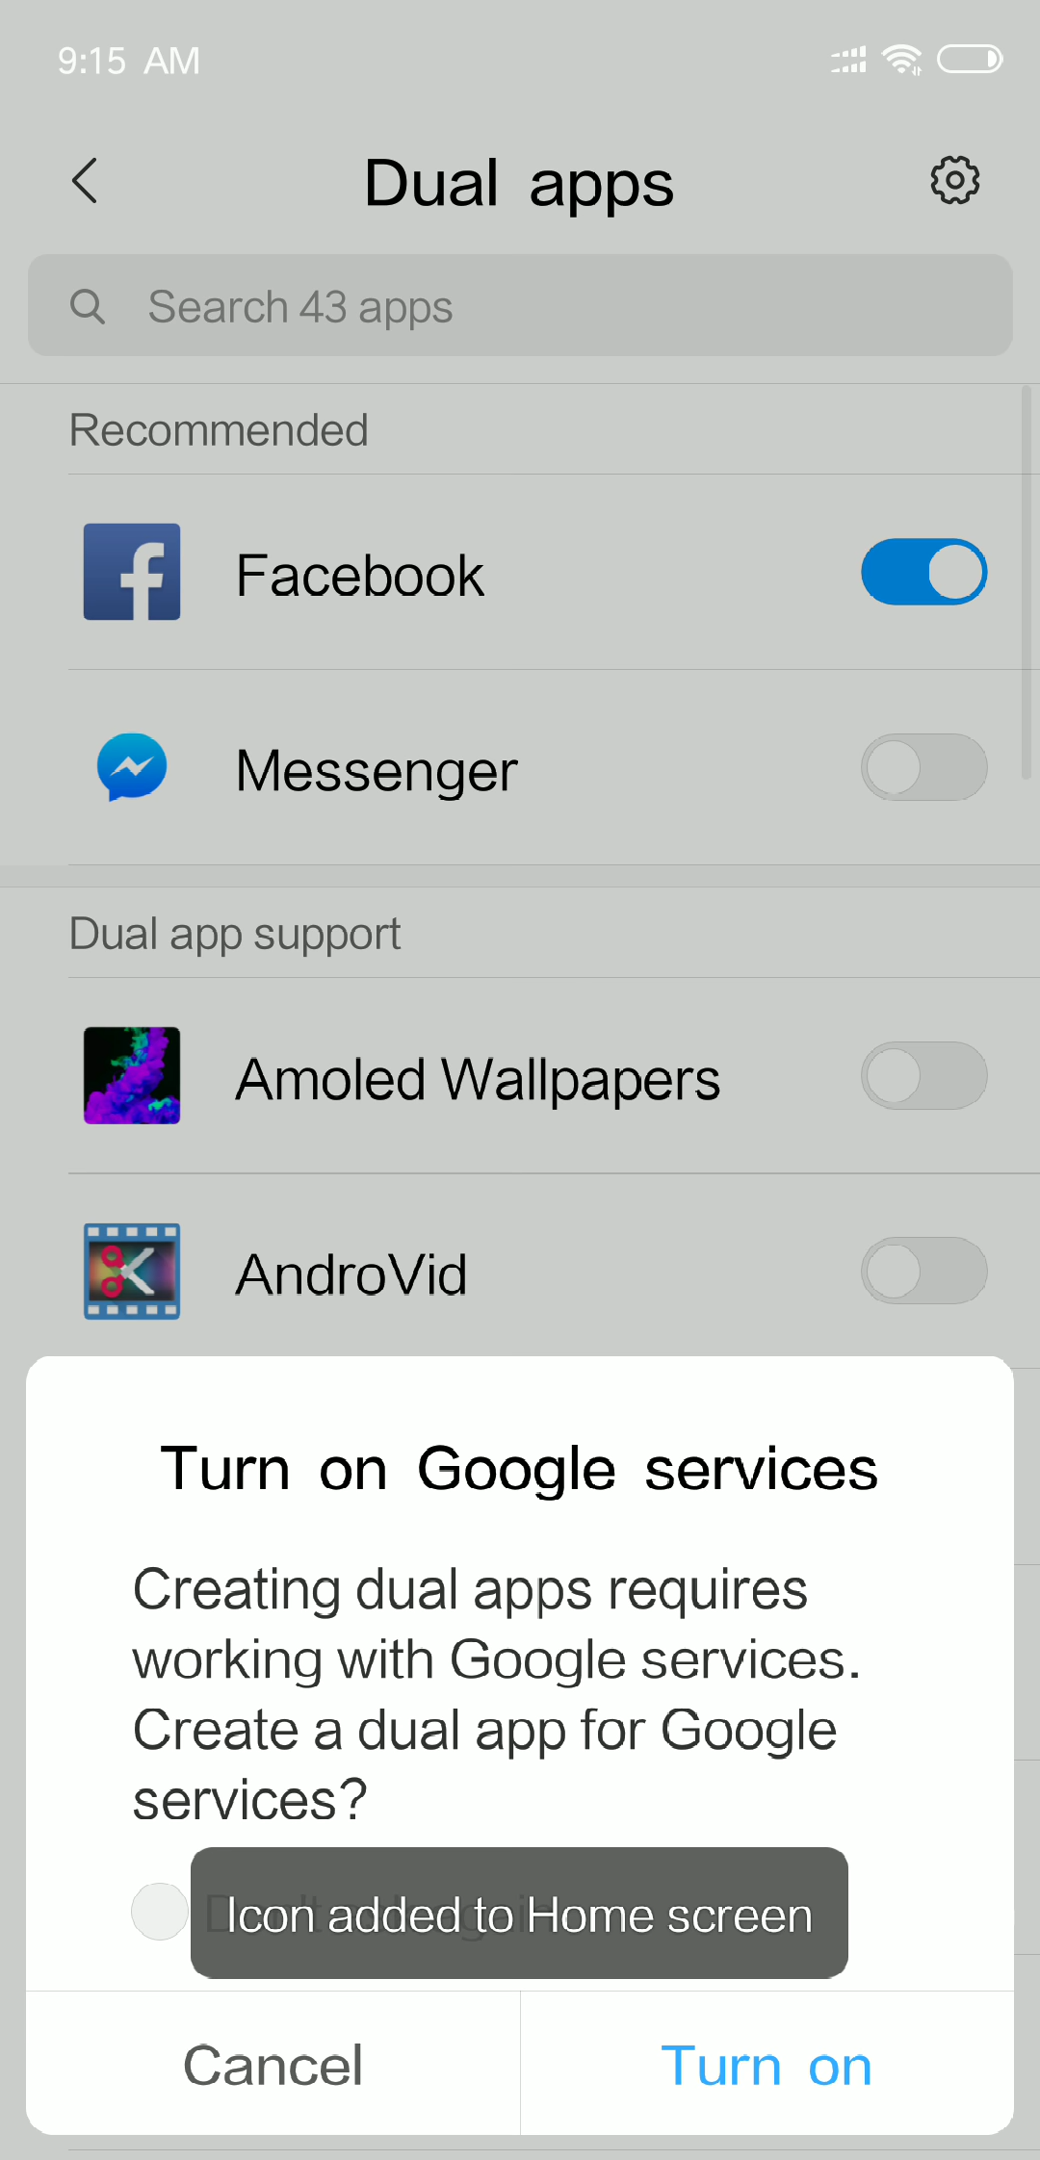 9:15 AM
Dual apps
Search 43 apps
Recommended
Facebook
Messenger
Dual app support
Amoled Wallpapers
AndroVid
Turn on Google services
Creating dual apps requires
working with Google services.
Create a dual app for Google
services?
Icon added to Home screen
Cancel
Turn on